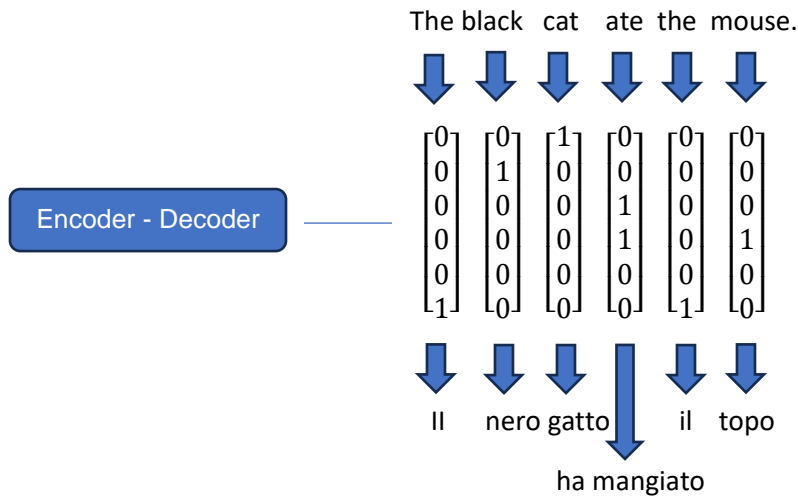 The black cat ate the mouse.
Encoder - Decoder
0 0 1 0 0 0
0 1 0 0 0 0
0 0 0 1 0 0
0 0 0 1 0 1
0 0 0 0 0 0
1 0 0 0 1 0
Il nero gatto il topo
ha mangiato